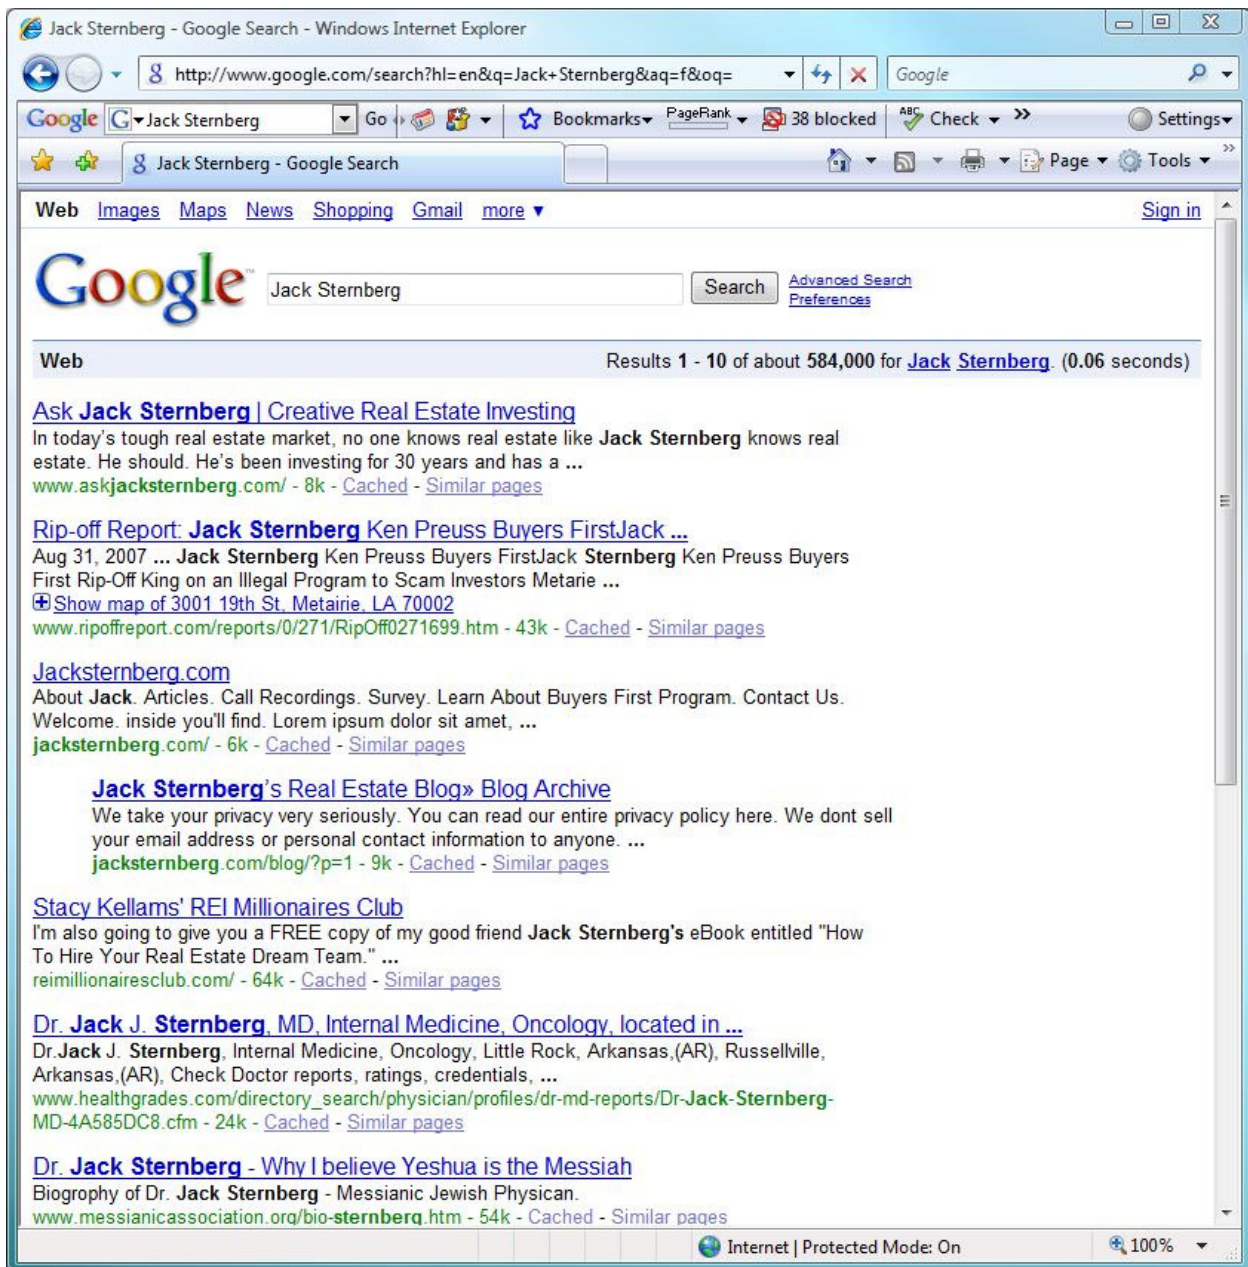 Jack Sternberg - Google Search - Windows Internet Explorer
http://www.google.com/search?hl=en&q=Jack+Sternberg&aq=f&oq=
Google
Google G Jack Sternberg Go Bookmarks PageRank 38 blocked ABC Check » Settings
8 Jack Sternberg - Google Search Page Tools »
Web Images Maps News Shopping Gmail more ▼ Sign in
Google™ Jack Sternberg Search Advanced Search
Preferences
Web Results 1 - 10 of about 584,000 for Jack Sternberg. (0.06 seconds)
Ask Jack Sternberg | Creative Real Estate Investing
In today's tough real estate market, no one knows real estate like Jack Sternberg knows real
estate. He should. He's been investing for 30 years and has a ...
www.askjacksternberg.com/ - 8k - Cached - Similar pages
Rip-off Report: Jack Sternberg Ken Preuss Buyers FirstJack ...
Aug 31, 2007 ... Jack Sternberg Ken Preuss Buyers FirstJack Sternberg Ken Preuss Buyers
First Rip-Off King on an Illegal Program to Scam Investors Metarie ...
Show map of 3001 19th St, Metairie, LA 70002
www.ripoffreport.com/reports/0/271/RipOff0271699.htm - 43k - Cached - Similar pages
Jacksternberg.com
About Jack. Articles. Call Recordings. Survey. Learn About Buyers First Program. Contact Us.
Welcome. inside you'll find. Lorem ipsum dolor sit amet, ...
jacksternberg.com/ - 6k - Cached - Similar pages
Jack Sternberg's Real Estate Blog» Blog Archive
We take your privacy very seriously. You can read our entire privacy policy here. We dont sell
your email address or personal contact information to anyone. ...
jacksternberg.com/blog/?p=1 - 9k - Cached - Similar pages
Stacy Kellams' REI Millionaires Club
I'm also going to give you a FREE copy of my good friend Jack Sternberg's eBook entitled "How
To Hire Your Real Estate Dream Team." ...
reimillionairesclub.com/ - 64k - Cached - Similar pages
Dr. Jack J. Sternberg, MD, Internal Medicine, Oncology, located in ...
Dr.Jack J. Sternberg, Internal Medicine, Oncology, Little Rock, Arkansas,(AR), Russellville,
Arkansas,(AR), Check Doctor reports, ratings, credentials, ...
www.healthgrades.com/directory_search/physician/profiles/dr-md-reports/Dr-Jack-Sternberg-
MD-4A585DC8.cfm - 24k - Cached - Similar pages
Dr. Jack Sternberg - Why I believe Yeshua is the Messiah
Biogrophy of Dr. Jack Sternberg - Messianic Jewish Physican.
www.messianicassociation.org/bio-sternberg.htm - 54k - Cached - Similar pages
Internet | Protected Mode: On 100%